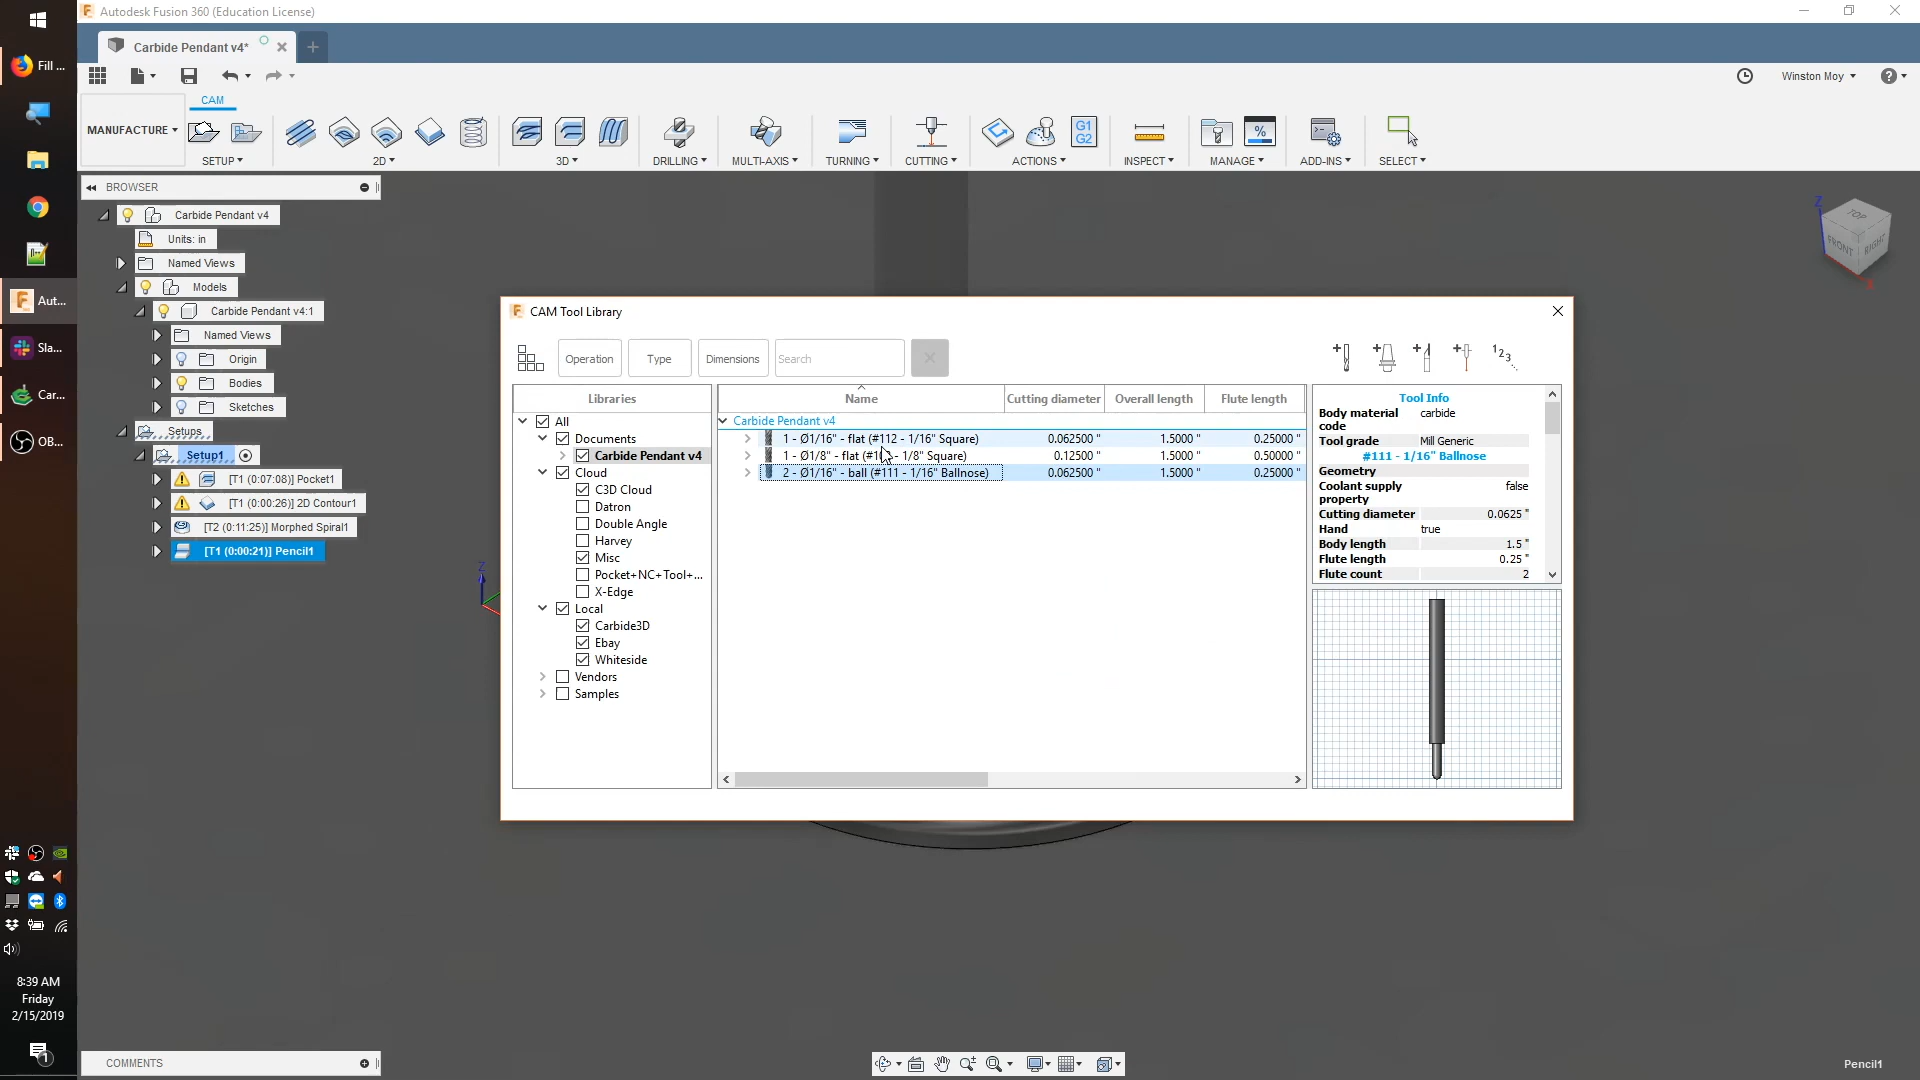 Autodesk Fusion 360 (Education License)
Fill ...
Carbide Pendant v4*
Winston Moy
CAM
MANUFACTURE
SETUP
2D
3D
DRILLING
MULTI-AXIS
TURNING
CUTTING
G1
G2
ACTIONS
INSPECT
%
MANAGE
ADD-INS
SELECT
BROWSER
Carbide Pendant v4
Units: in
Named Views
Models
Carbide Pendant v4:1
Named Views
Origin
Bodies
Sketches
Setups
Setup1
[T1 (0:07:08)] Pocket1
[T1 (0:00:26)] 2D Contour1
[T2 (0:11:25)] Morphed Spiral1
[T1 (0:00:21)] Pencil1
Aut...
Sla...
Car...
OB...
Z
TOP
FRONT
RIGHT
X
Z
CAM Tool Library
Operation
Type
Dimensions
Search
Libraries
All
Documents
Carbide Pendant v4
Cloud
C3D Cloud
Datron
Double Angle
Harvey
Misc
Pocket+NC+Tool+...
X-Edge
Local
Carbide3D
Ebay
Whiteside
Vendors
Samples
Name Cutting diameter Overall length Flute length
Carbide Pendant v4
1 - Ø1/16" - flat (#112 - 1/16" Square) 0.062500 " 1.5000 " 0.25000 "
1 - Ø1/8" - flat (#10 - 1/8" Square) 0.12500 " 1.5000 " 0.50000 "
2 - Ø1/16" - ball (#111 - 1/16" Ballnose) 0.062500 " 1.5000 " 0.25000 "
Tool Info
Body material code carbide
Tool grade Mill Generic
#111 - 1/16" Ballnose
Geometry
Coolant supply property false
Cutting diameter 0.0625 "
Hand true
Body length 1.5 "
Flute length 0.25 "
Flute count 2
8:39 AM
Friday
2/15/2019
1
COMMENTS
Pencil1